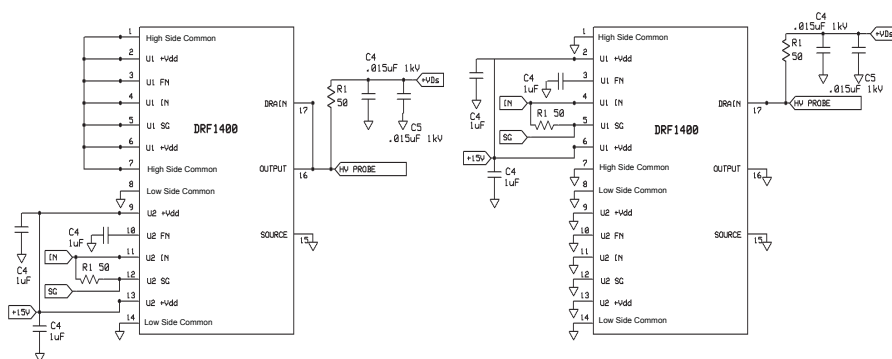 1 High Side Common
2 U1 +Vdd
3 U1 FN
4 U1 IN
5 U1 SG
6 U1 +Vdd
7 High Side Common
8 Low Side Common
9 U2 +Vdd
10 U2 FN
11 U2 IN
12 U2 SG
13 U2 +Vdd
14 Low Side Common
DRF1400
DRAIN 17
OUTPUT 16
SOURCE 15
C4
.015uF 1kV
+VDs
R1
50
C5
.015uF 1kV
HV PROBE
C4
1uF
IN
R1 50
C4
1uF
SG
+15V
C4
1uF
1 High Side Common
2 U1 +Vdd
3 U1 FN
4 U1 IN
5 U1 SG
6 U1 +Vdd
7 High Side Common
8 Low Side Common
9 U2 +Vdd
10 U2 FN
11 U2 IN
12 U2 SG
13 U2 +Vdd
14 Low Side Common
DRF1400
DRAIN 17
OUTPUT 16
SOURCE 15
C4
.015uF 1kV
+VDs
R1
50
C5
.015uF 1kV
HV PROBE
C4
1uF
IN
C4
1uF
R1 50
SG
+15V
C4
1uF